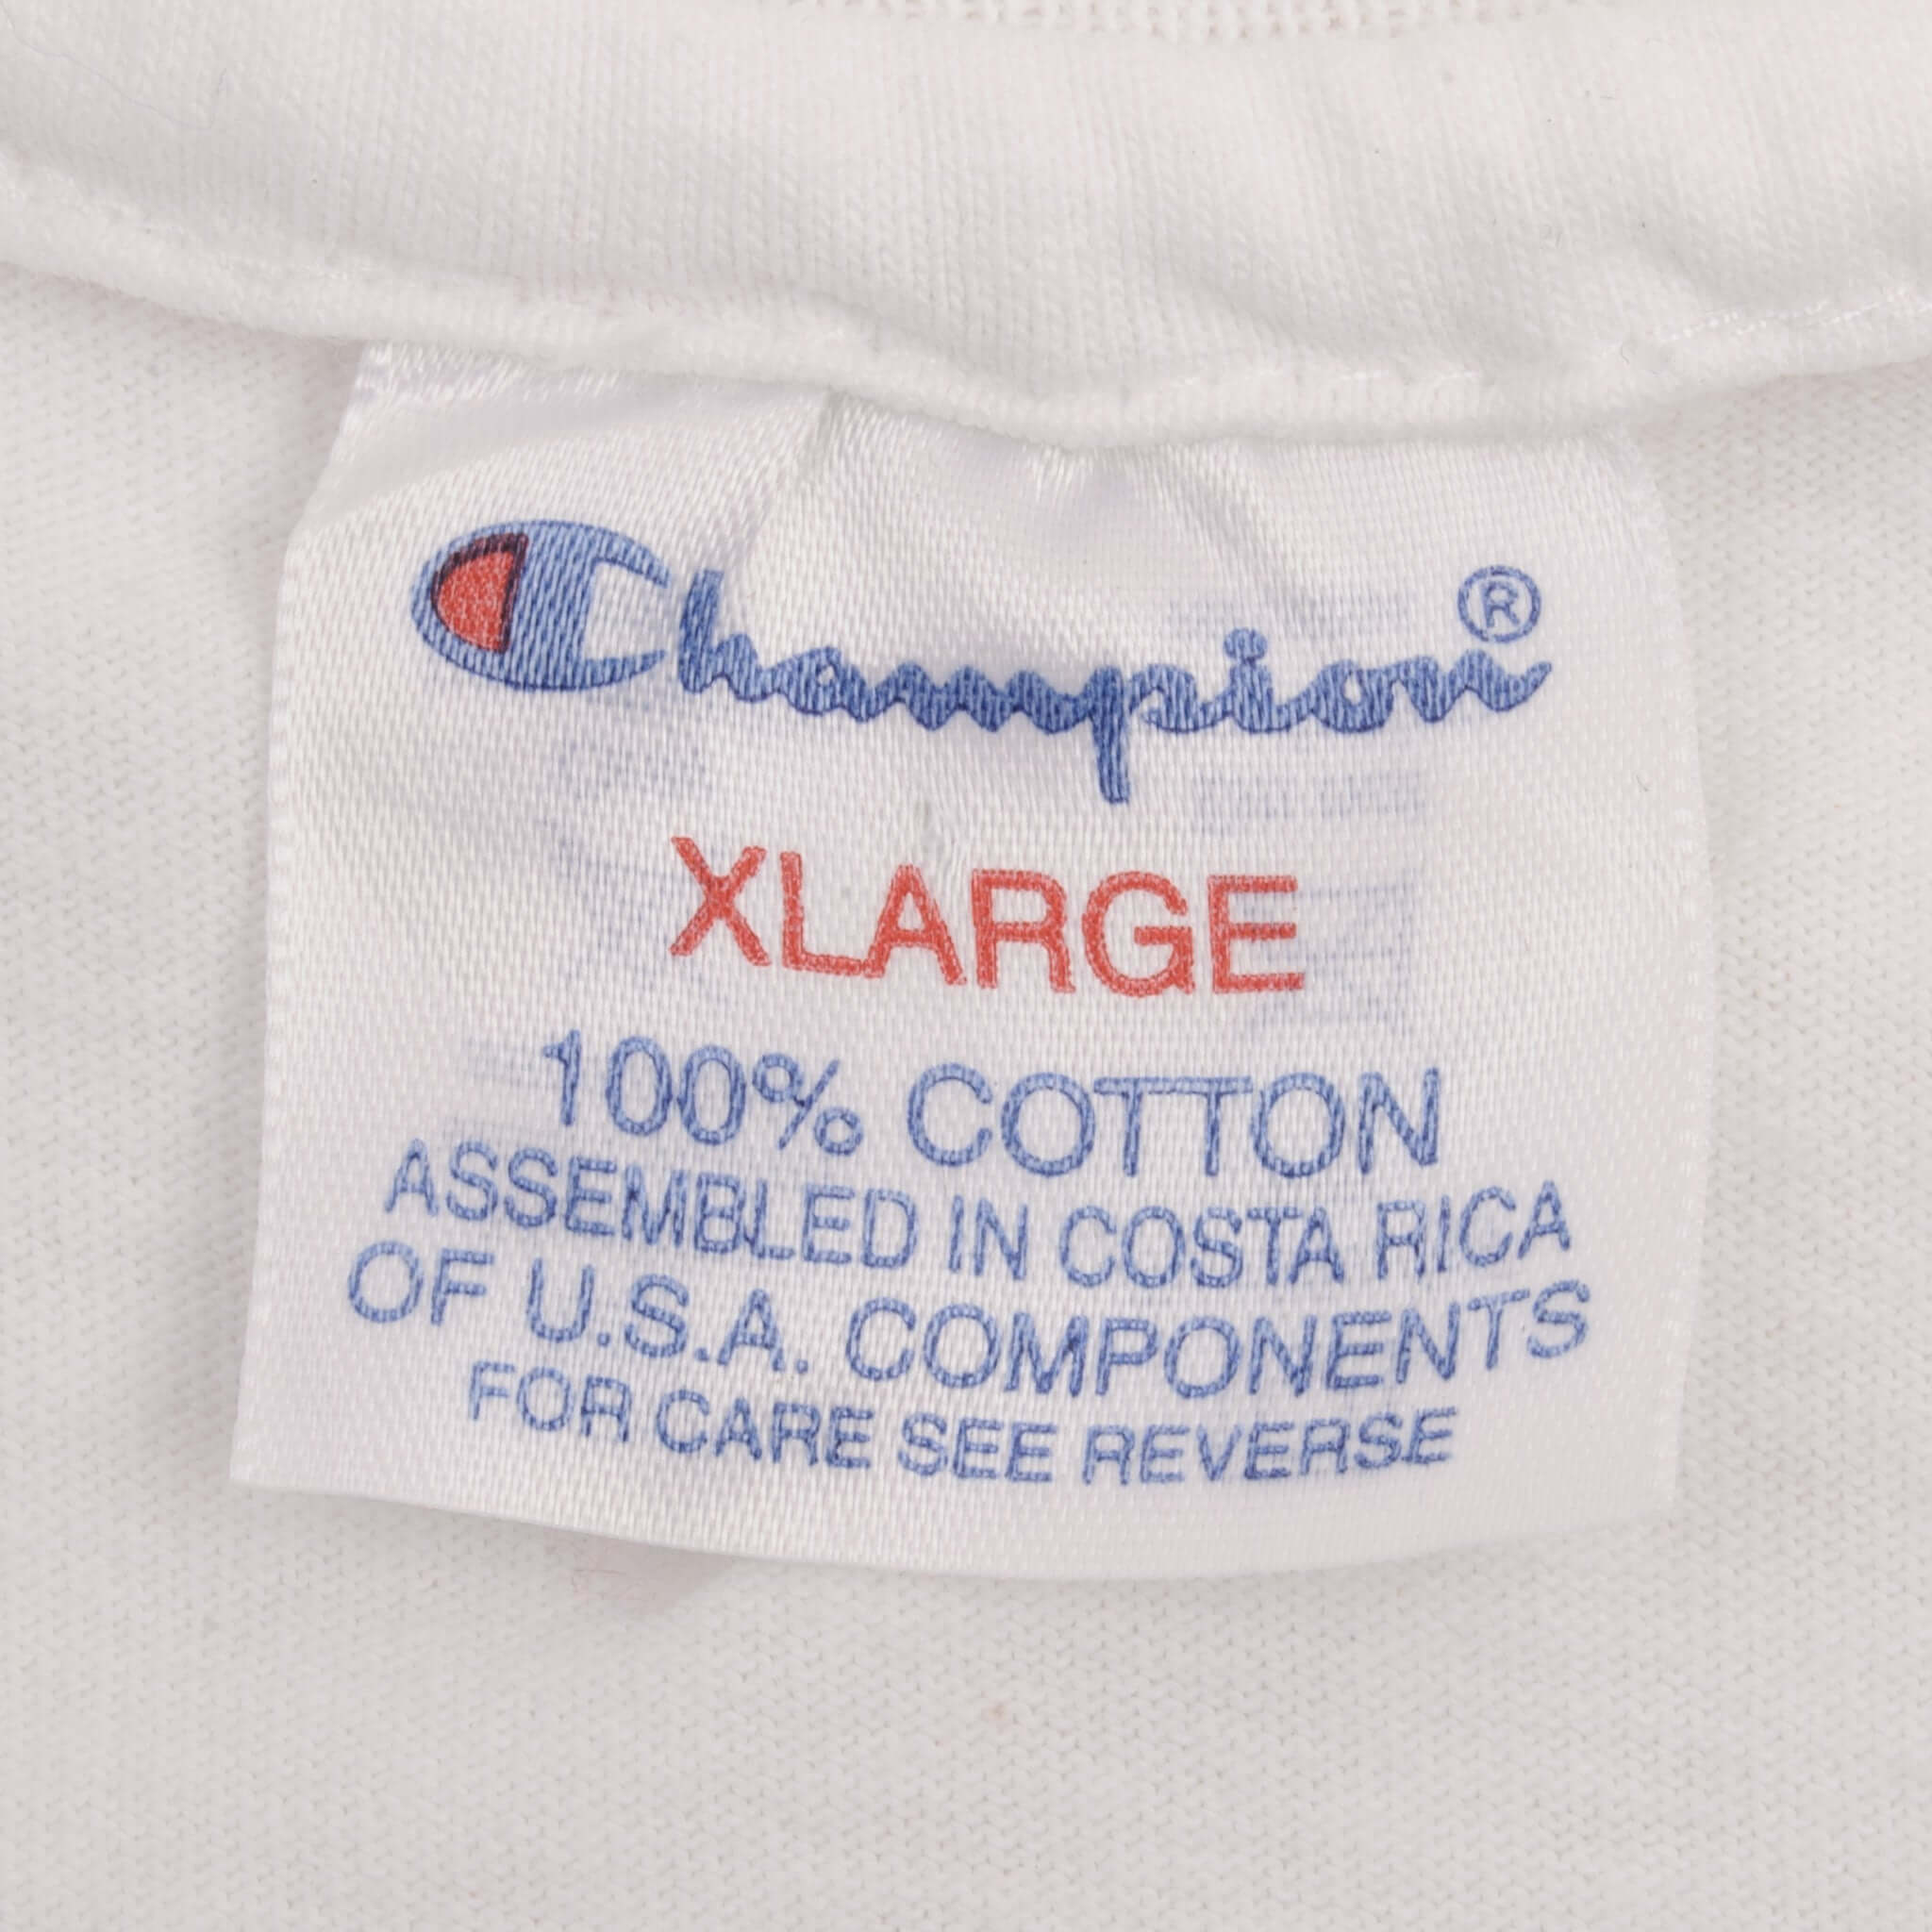 Champion®
XLARGE
100% COTTON
ASSEMBLED IN COSTA RICA
OF U.S.A. COMPONENTS
FOR CARE SEE REVERSE